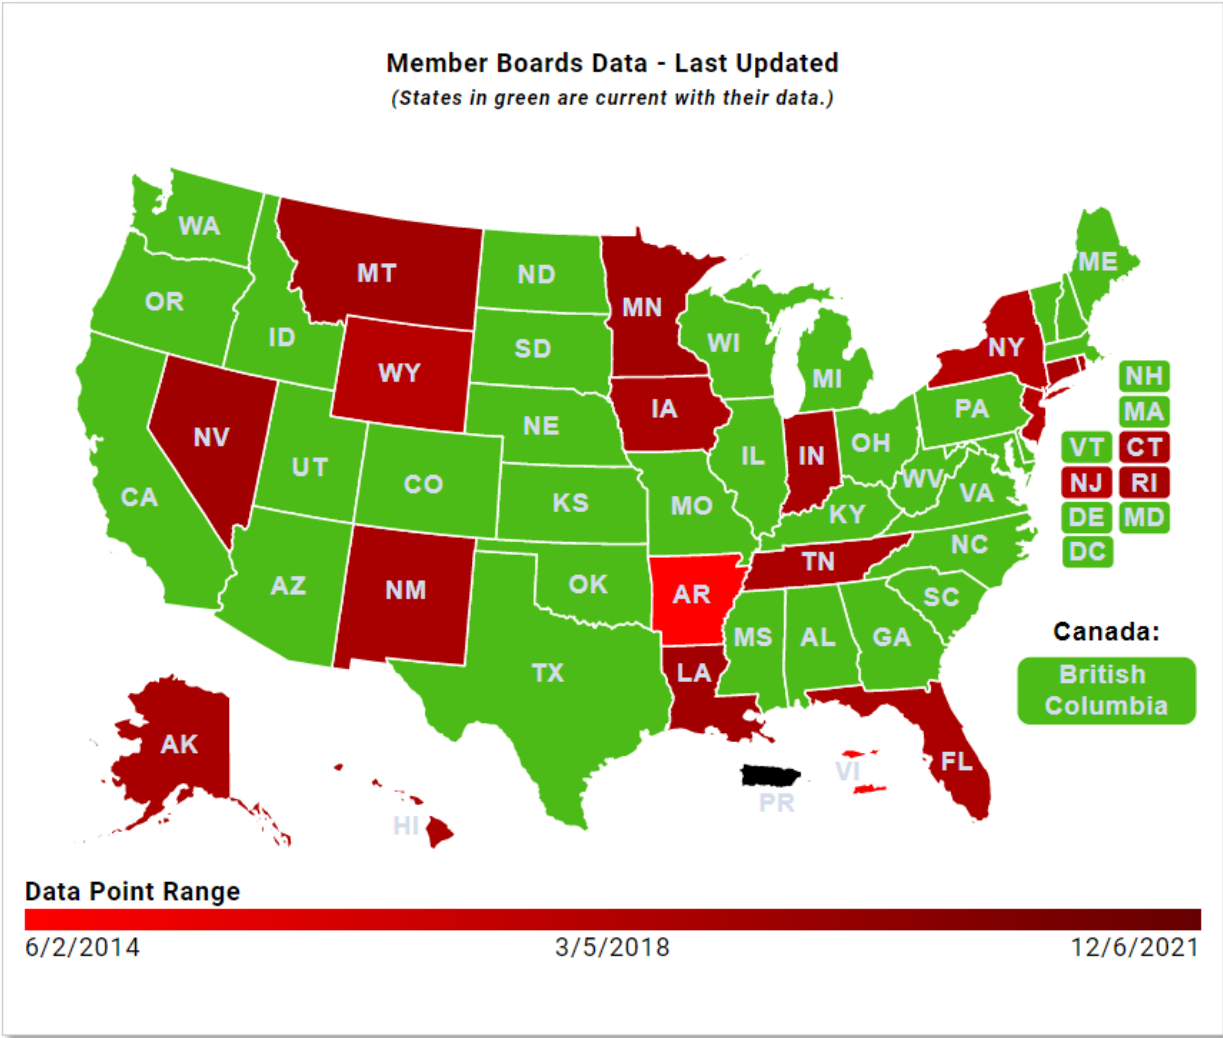 Member Boards Data - Last Updated
(States in green are current with their data.)
WA
MT
ND
MN
ME
OR
ID
SD
WI
NY
WY
MI
NH
IA
PA
MA
NV
NE
OH
VT CT
UT
CO
IL
IN
WV
NJ RI
CA
KS
MO
KY
VA
DE MD
NC
DC
AZ
NM
OK
AR
TN
SC
MS
AL
GA
Canada:
TX
LA
British
Columbia
AK
FL
VI
PR
HI
Data Point Range
6/2/2014 3/5/2018 12/6/2021